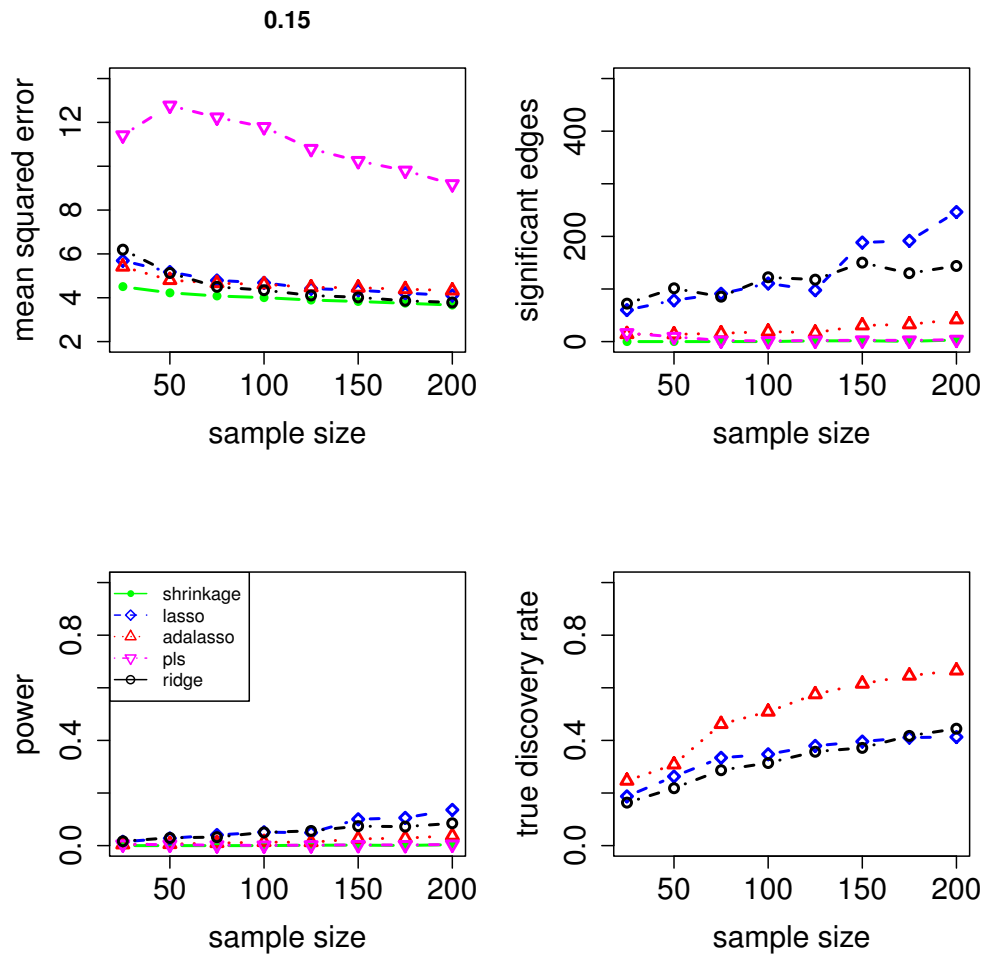 0.15
mean squared error
2
4
6
8
12
50
100
150
200
sample size
significant edges
0
200
400
50
100
150
200
sample size
power
0.0
0.4
0.8
shrinkage
lasso
adalasso
pls
ridge
50
100
150
200
sample size
true discovery rate
0.0
0.4
0.8
50
100
150
200
sample size